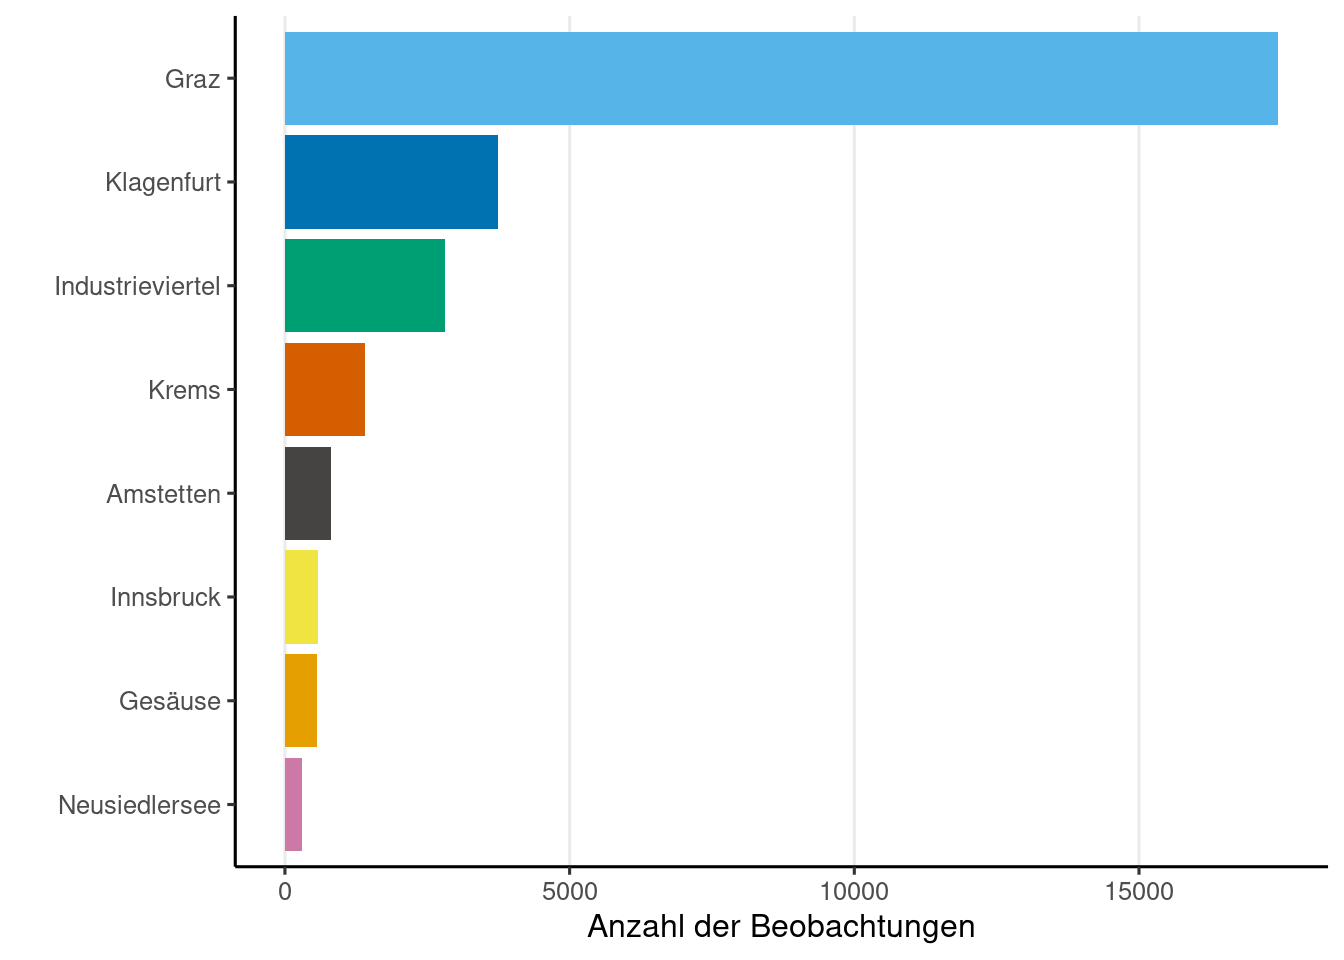 Graz
Klagenfurt
Industrieviertel
Krems
Amstetten
Innsbruck
Gesäuse
Neusiedlersee
0 5000 10000 15000
Anzahl der Beobachtungen